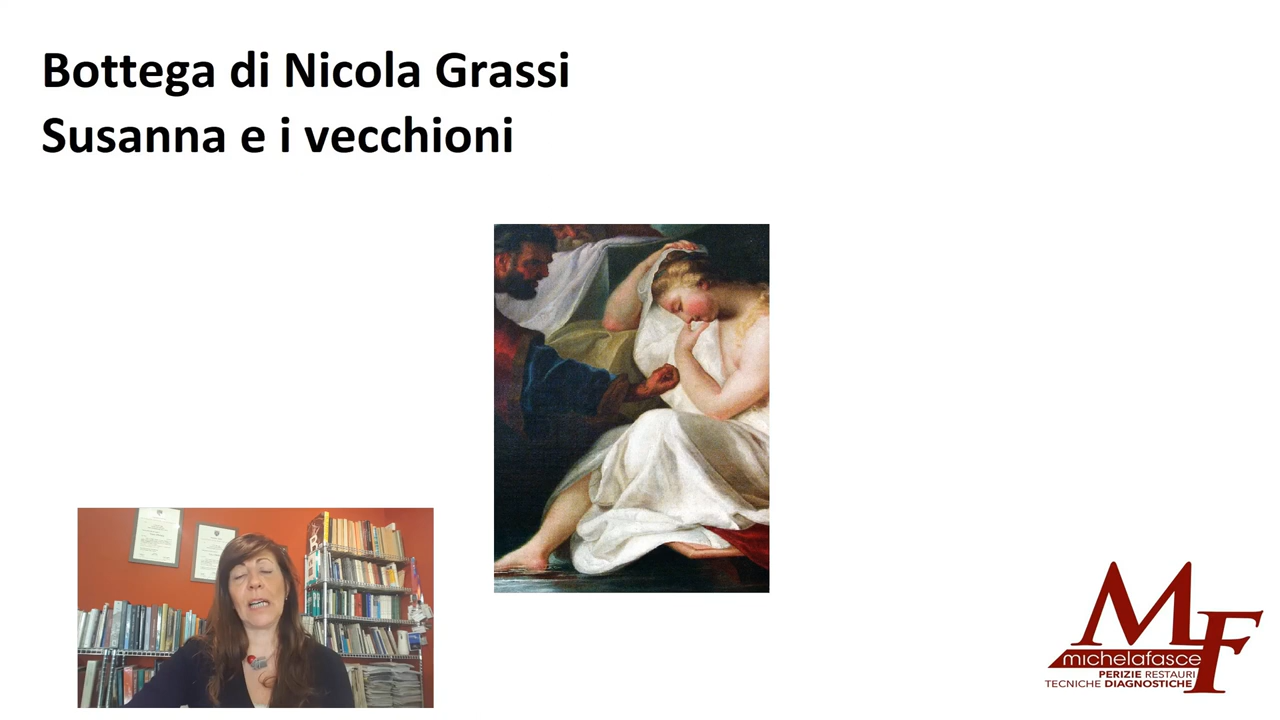 Bottega di Nicola Grassi
Susanna e i vecchioni
MF
michelafasce
PERIZIE RESTAURI
TECNICHE DIAGNOSTICHE